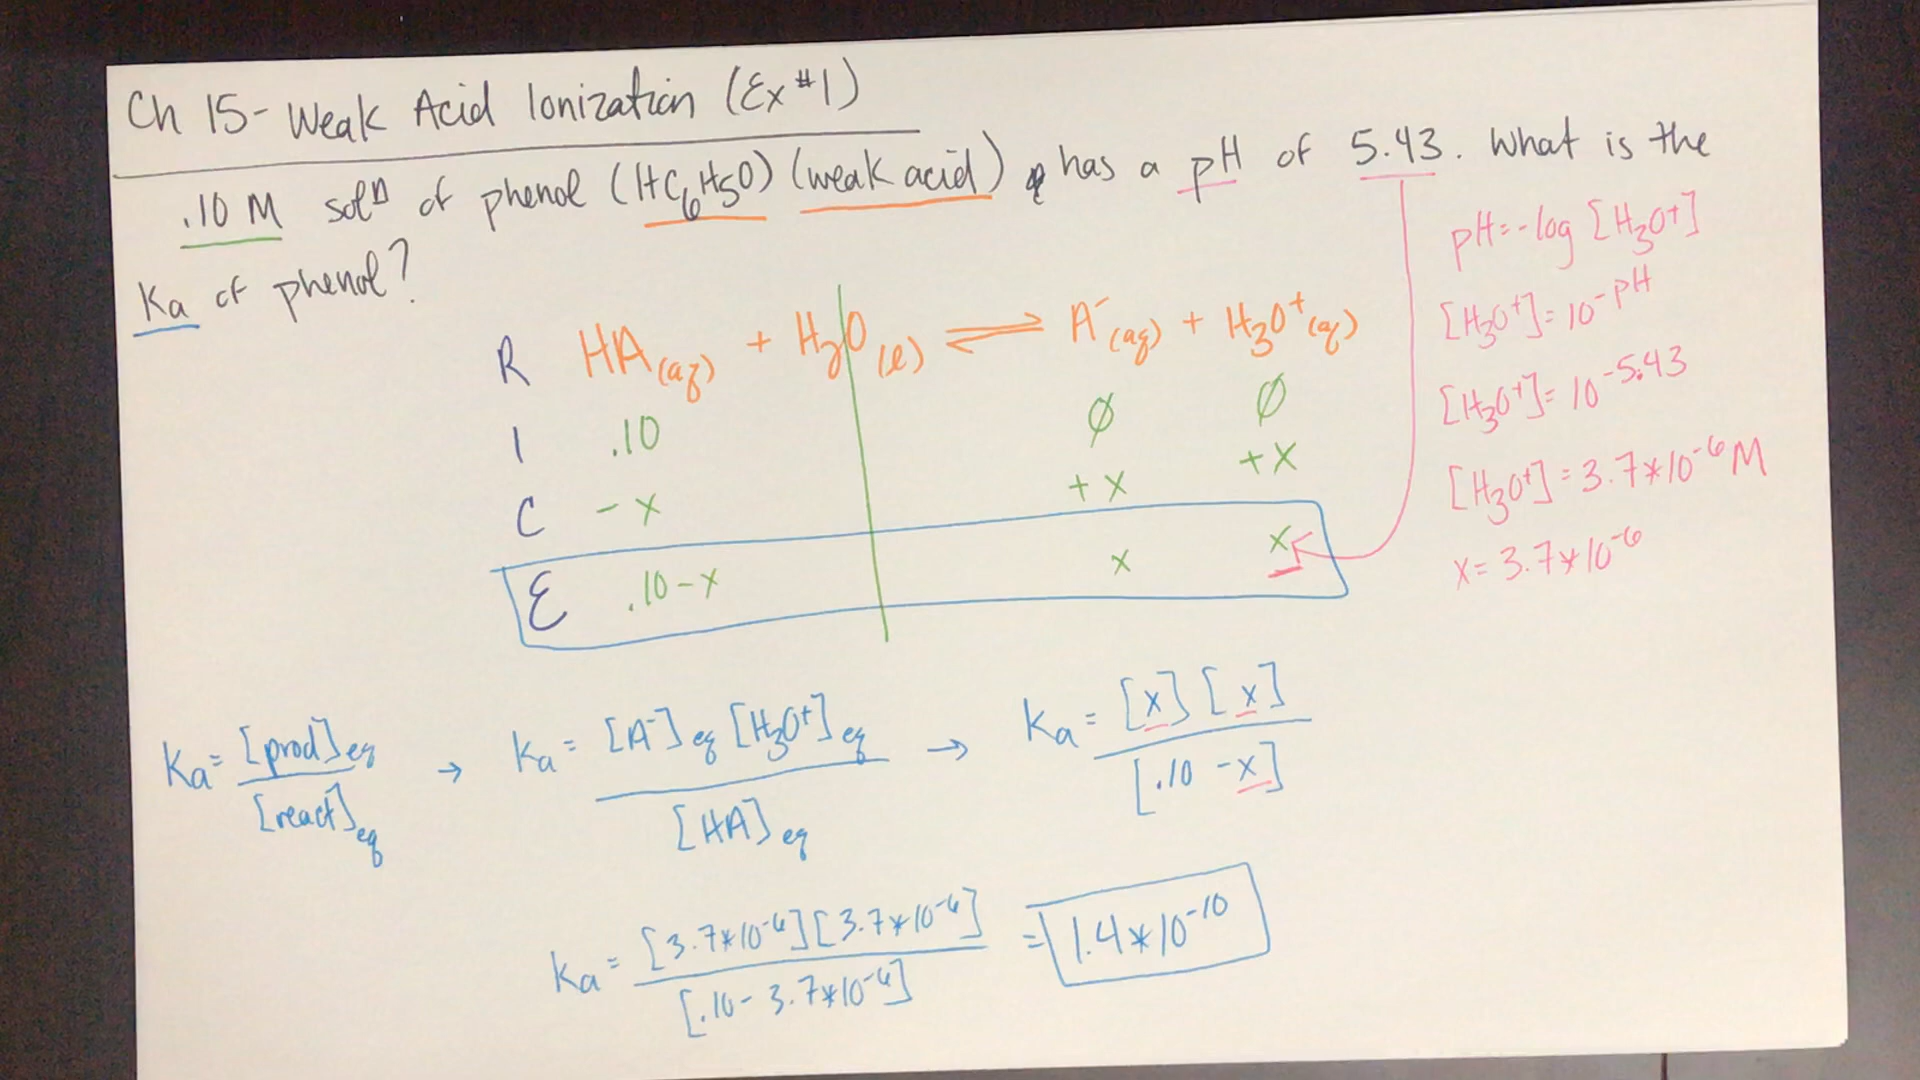 Ch 15- Weak Acid Ionization (Ex #1)
.10 M solⁿ of phenol (HC₆H₅O) (weak acid) has a pH of 5.43. What is the
Ka of phenol?
pH = -log [H₃O⁺]
[H₃O⁺] = 10^-pH
[H₃O⁺] = 10^-5.43
[H₃O⁺] = 3.7*10⁻⁶ M
x = 3.7*10⁻⁶
R HA(aq) + H₂O(l) ⇌ A⁻(aq) + H₃O⁺(aq)
I .10 ∅ ∅
C -x +x +x
E .10-x x x
Ka = [prod]eq / [react]eq → Ka = [A⁻]eq [H₃O⁺]eq / [HA]eq → Ka = [x] [x] / [.10 -x]
Ka = [3.7*10⁻⁶][3.7*10⁻⁶] / [.10 - 3.7*10⁻⁶] = 1.4*10⁻¹⁰